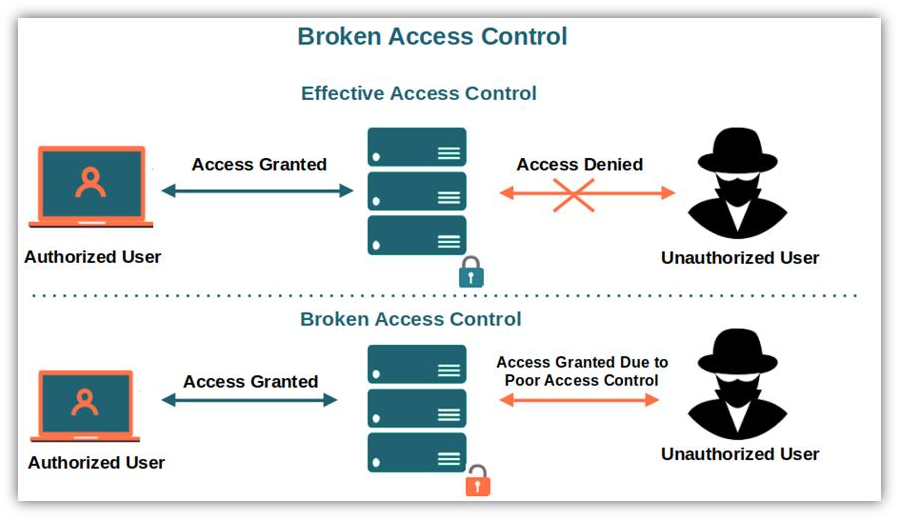 Broken Access Control
Effective Access Control
Access Granted
Access Denied
Authorized User
Unauthorized User
Broken Access Control
Access Granted
Access Granted Due to
Poor Access Control
Authorized User
Unauthorized User